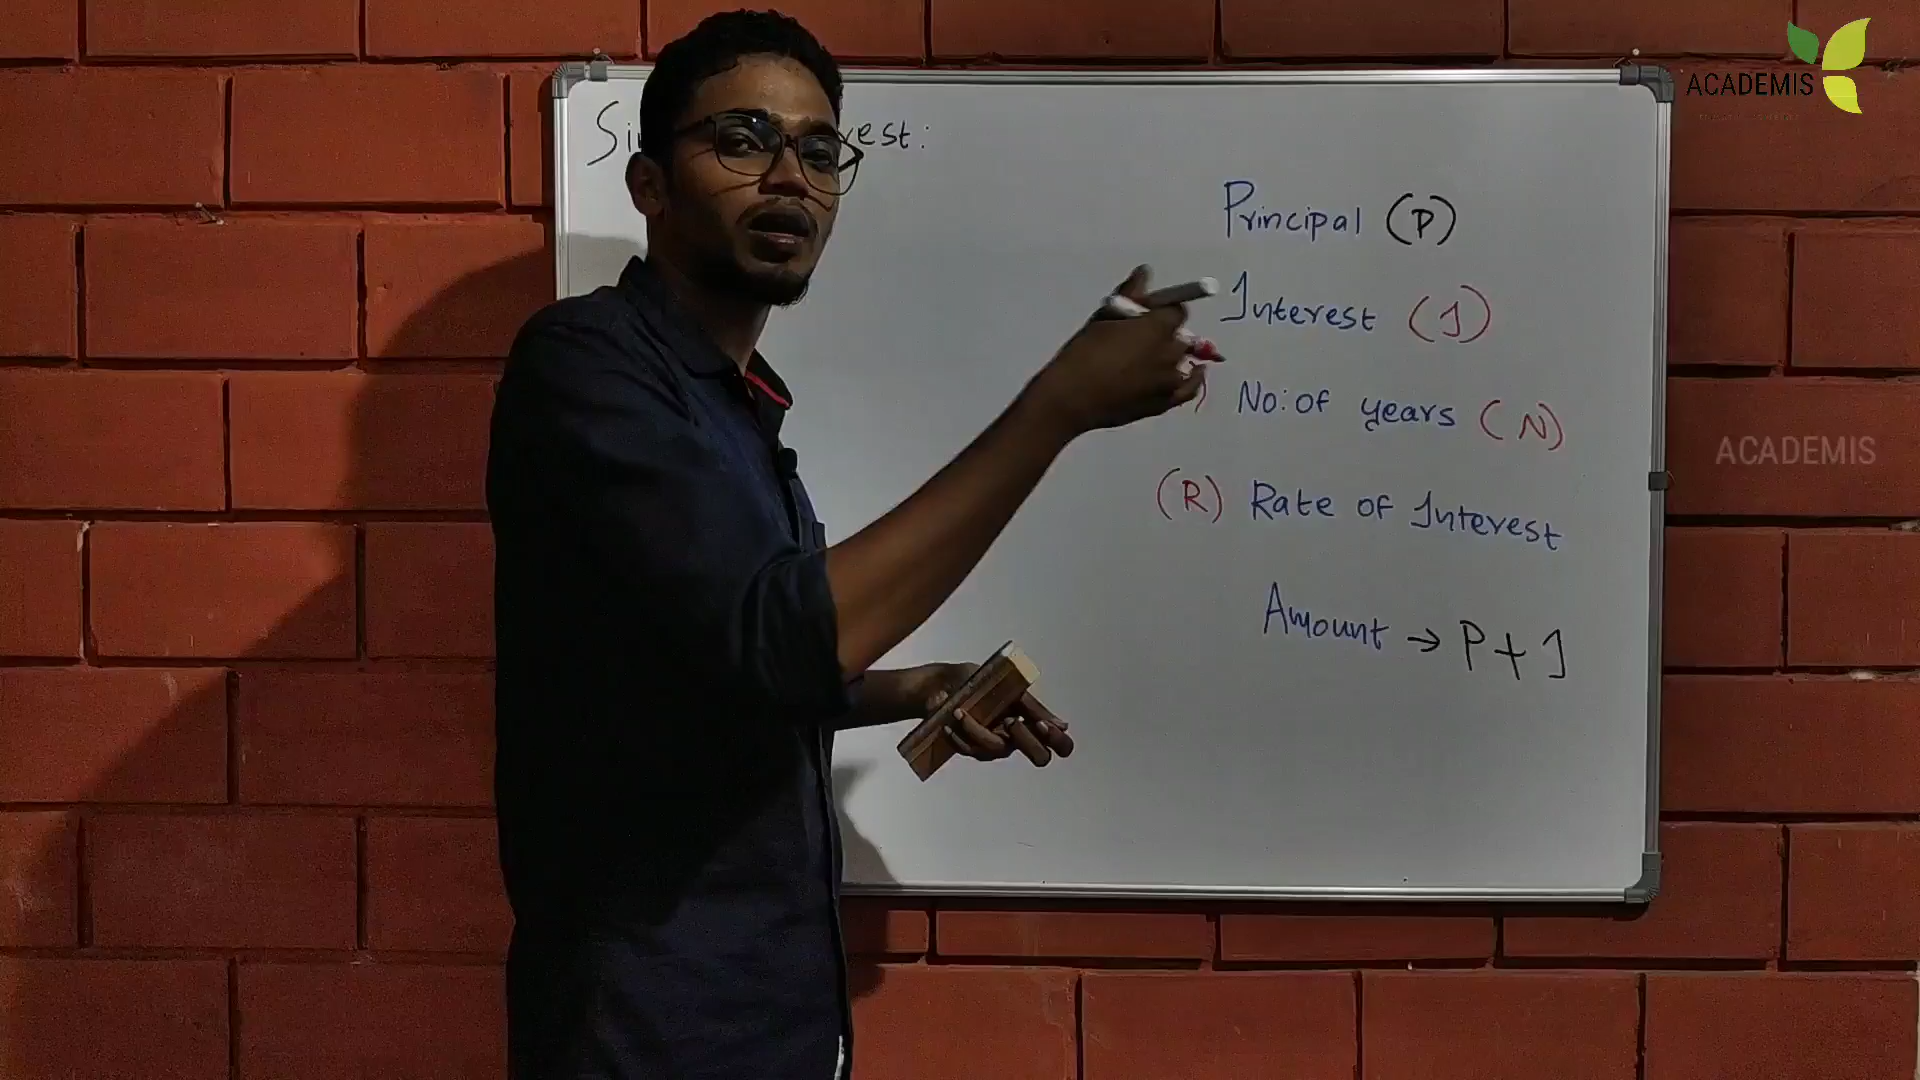 ACADEMIS
Principal (P)
Interest (I)
) No: of years (N)
(R) Rate of Interest
Amount → P + I
ACADEMIS